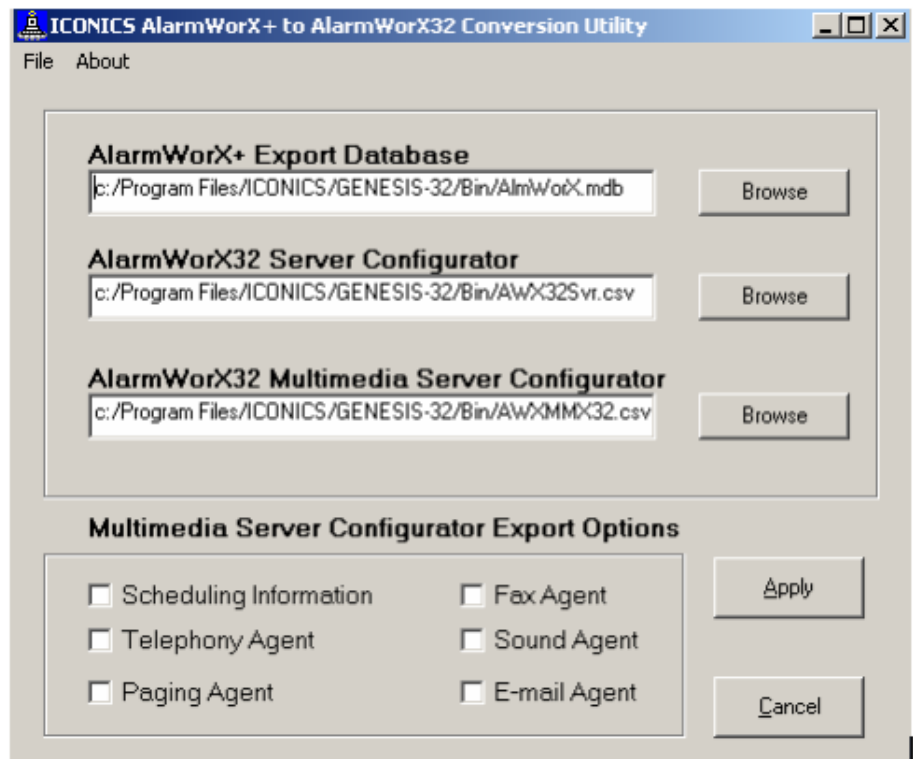 ICONICS AlarmWorX+ to AlarmWorX32 Conversion Utility
File About
AlarmWorX+ Export Database
c:/Program Files/ICONICS/GENESIS-32/Bin/AlmWorX.mdb
Browse
AlarmWorX32 Server Configurator
c:/Program Files/ICONICS/GENESIS-32/Bin/AWX32Svr.csv
Browse
AlarmWorX32 Multimedia Server Configurator
c:/Program Files/ICONICS/GENESIS-32/Bin/AWXMMX32.csv
Browse
Multimedia Server Configurator Export Options
Scheduling Information
Fax Agent
Apply
Telephony Agent
Sound Agent
Paging Agent
E-mail Agent
Cancel